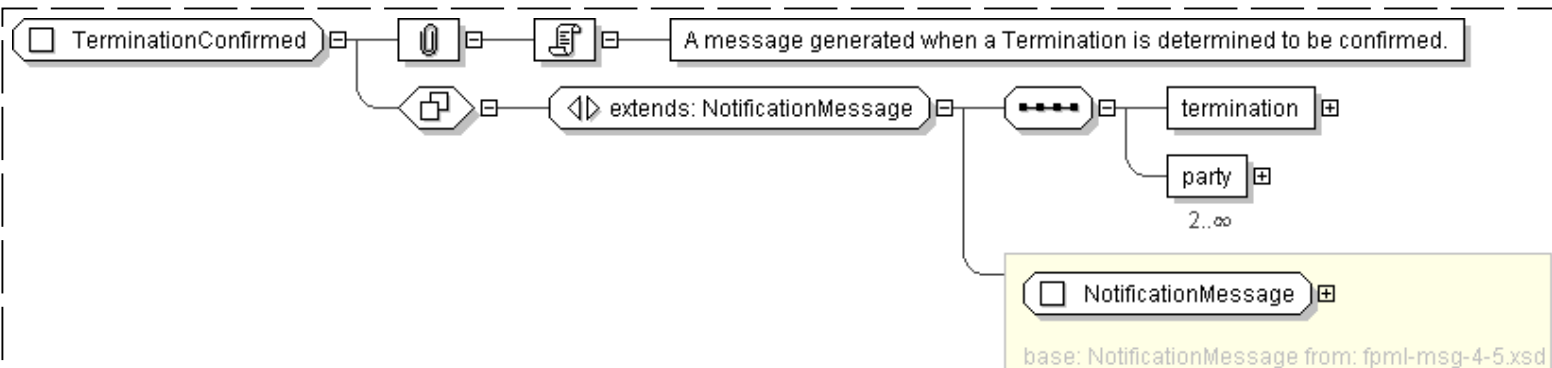 TerminationConfirmed
A message generated when a Termination is determined to be confirmed.
extends: NotificationMessage
termination
party
2..∞
NotificationMessage
base: NotificationMessage from: fpml-msg-4-5.xsd